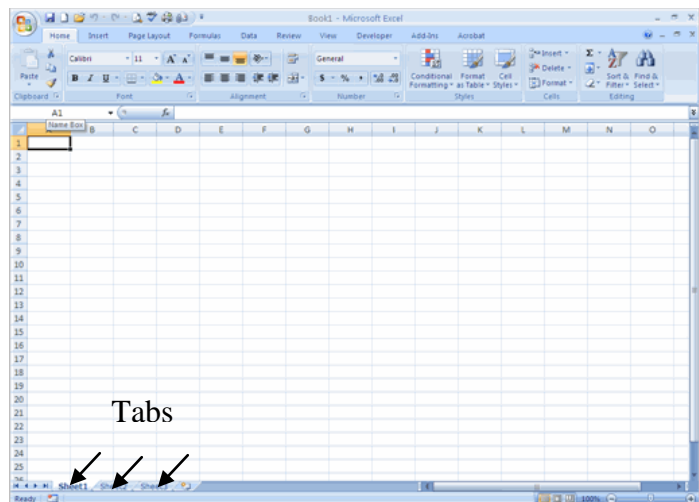 Book1 - Microsoft Excel
Home Insert Page Layout Formulas Data Review View Developer Add-Ins Acrobat
Calibri 11 A A General Insert Σ
Paste B I U $ % , Conditional Formatting Format as Table Cell Styles Delete Format Sort & Filter Find & Select
Clipboard Font Alignment Number Styles Cells Editing
A1 fx
Name Box
B C D E F G H I J K L M N O
1
2
3
4
5
6
7
8
9
10
11
12
13
14
15
16
17
18
19
20
21
22
23
24
25
Tabs
Sheet1
Ready 100%